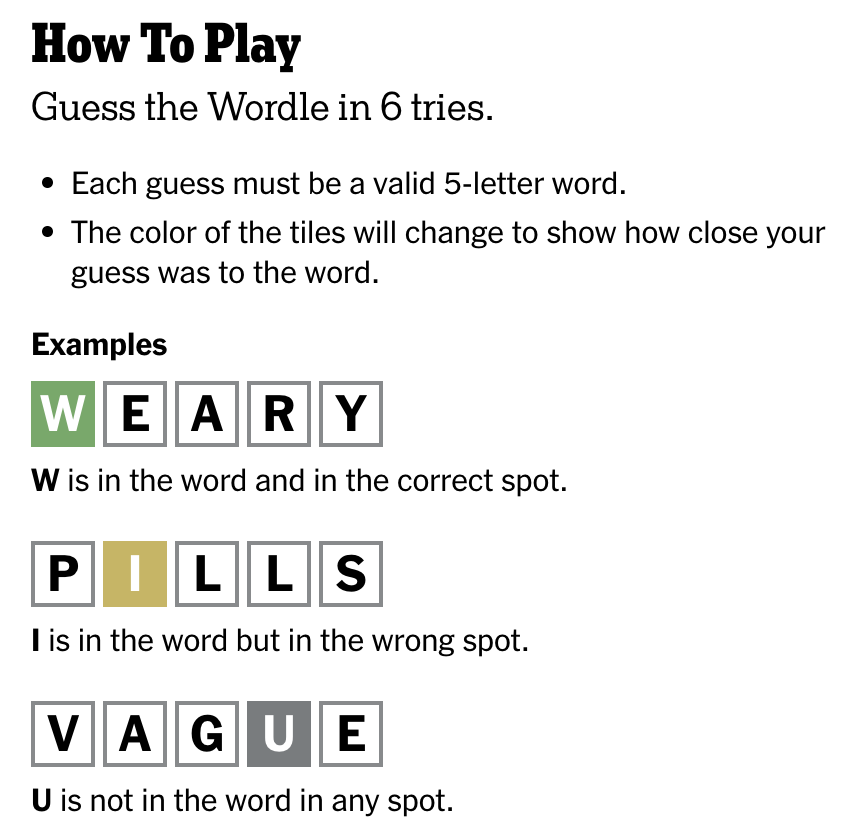 How To Play
Guess the Wordle in 6 tries.
• Each guess must be a valid 5-letter word.
• The color of the tiles will change to show how close your
guess was to the word.
Examples
W E A R Y
W is in the word and in the correct spot.
P I L L S
I is in the word but in the wrong spot.
V A G U E
U is not in the word in any spot.